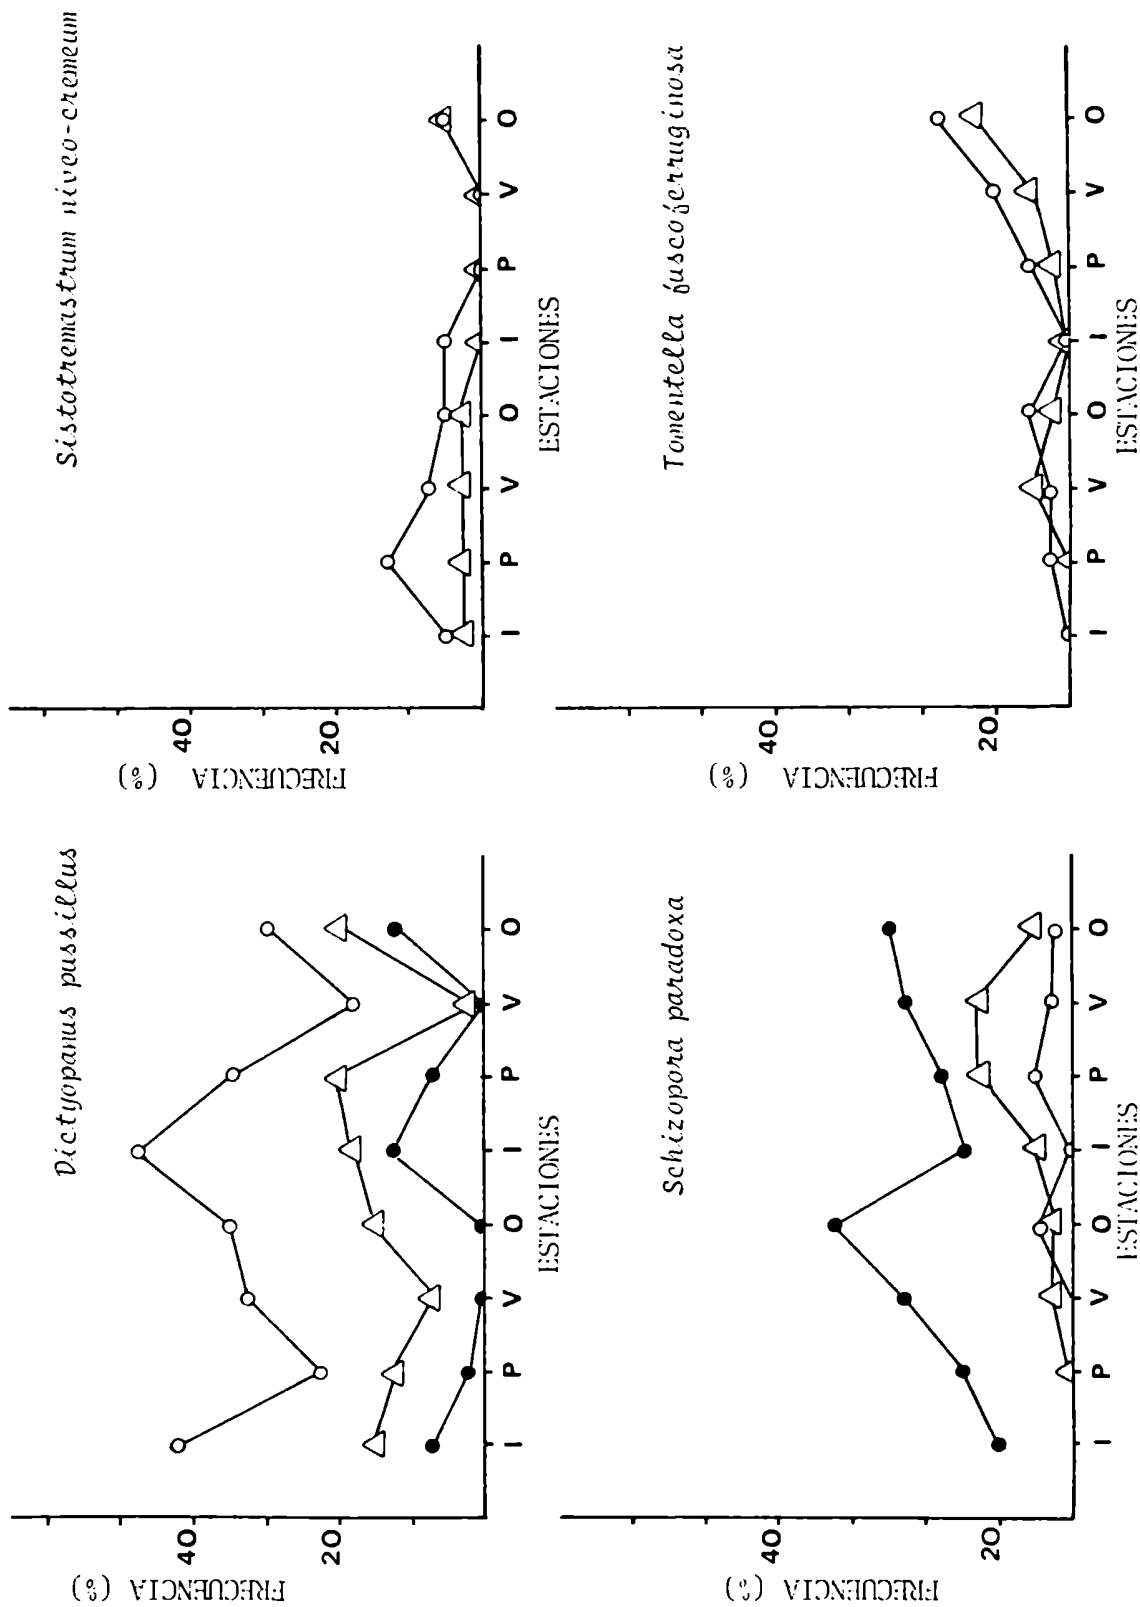 Dictyopanus pussillus
FRECUENCIA (%)
40
20
I P V O I P V O
ESTACIONES
Sistotremastrum niveo-cremeum
FRECUENCIA (%)
40
20
I P V O I P V O
ESTACIONES
Schizopora paradoxa
FRECUENCIA (%)
40
20
I P V O I P V O
ESTACIONES
Tomentella fuscoferruginosa
FRECUENCIA (%)
40
20
I P V O I P V O
ESTACIONES